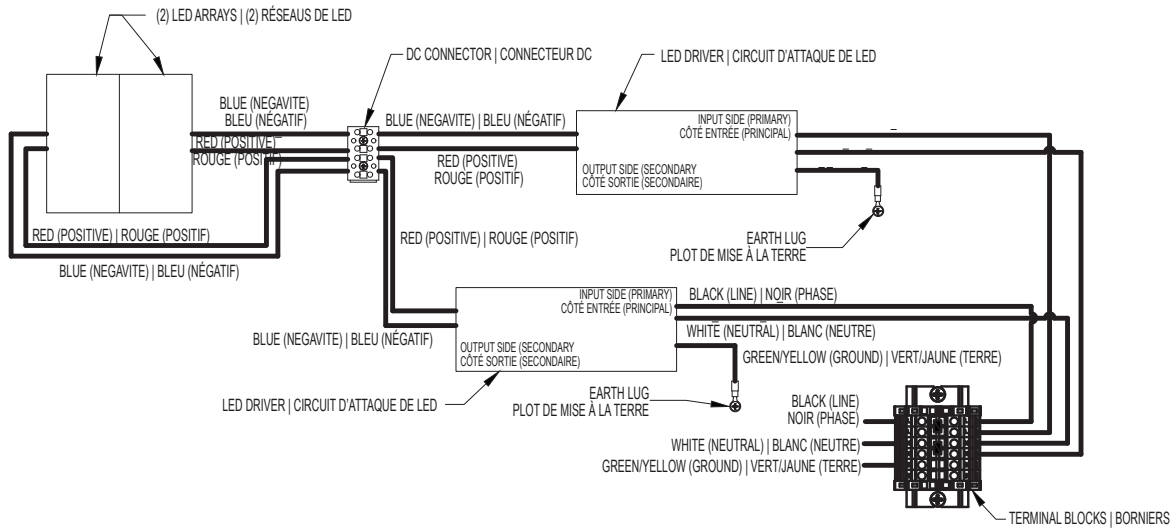 (2) LED ARRAYS | (2) RÉSEAUS DE LED
DC CONNECTOR | CONNECTEUR DC
LED DRIVER | CIRCUIT D'ATTAQUE DE LED
BLUE (NEGAVITE)
BLEU (NÉGATIF)
BLUE (NEGAVITE) | BLEU (NÉGATIF)
INPUT SIDE (PRIMARY)
CÔTÉ ENTRÉE (PRINCIPAL)
RED (POSITIVE)
ROUGE (POSITIF)
RED (POSITIVE)
ROUGE (POSITIF)
OUTPUT SIDE (SECONDARY
CÔTÉ SORTIE (SECONDAIRE)
RED (POSITIVE) | ROUGE (POSITIF)
RED (POSITIVE) | ROUGE (POSITIF)
EARTH LUG
PLOT DE MISE À LA TERRE
BLUE (NEGAVITE) | BLEU (NÉGATIF)
INPUT SIDE (PRIMARY)
CÔTÉ ENTRÉE (PRINCIPAL)
BLACK (LINE) | NOIR (PHASE)
WHITE (NEUTRAL) | BLANC (NEUTRE)
BLUE (NEGAVITE) | BLEU (NÉGATIF)
OUTPUT SIDE (SECONDARY
CÔTÉ SORTIE (SECONDAIRE)
GREEN/YELLOW (GROUND) | VERT/JAUNE (TERRE)
LED DRIVER | CIRCUIT D'ATTAQUE DE LED
EARTH LUG
PLOT DE MISE À LA TERRE
BLACK (LINE)
NOIR (PHASE)
WHITE (NEUTRAL) | BLANC (NEUTRE)
GREEN/YELLOW (GROUND) | VERT/JAUNE (TERRE)
TERMINAL BLOCKS | BORNIERS